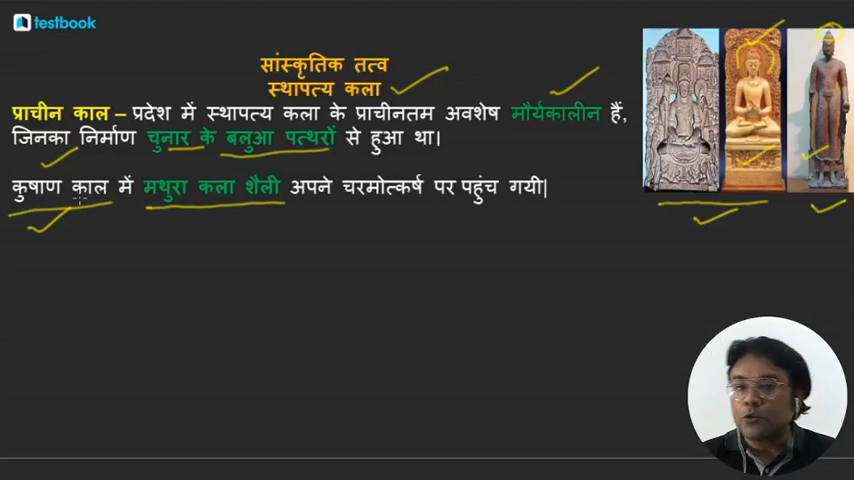 testbook
सांस्कृतिक तत्व
स्थापत्य कला
प्राचीन काल – प्रदेश में स्थापत्य कला के प्राचीनतम अवशेष मौर्यकालीन हैं,
जिनका निर्माण चुनार के बलुआ पत्थरों से हुआ था।
कुषाण काल में मथुरा कला शैली अपने चरमोत्कर्ष पर पहुंच गयी|